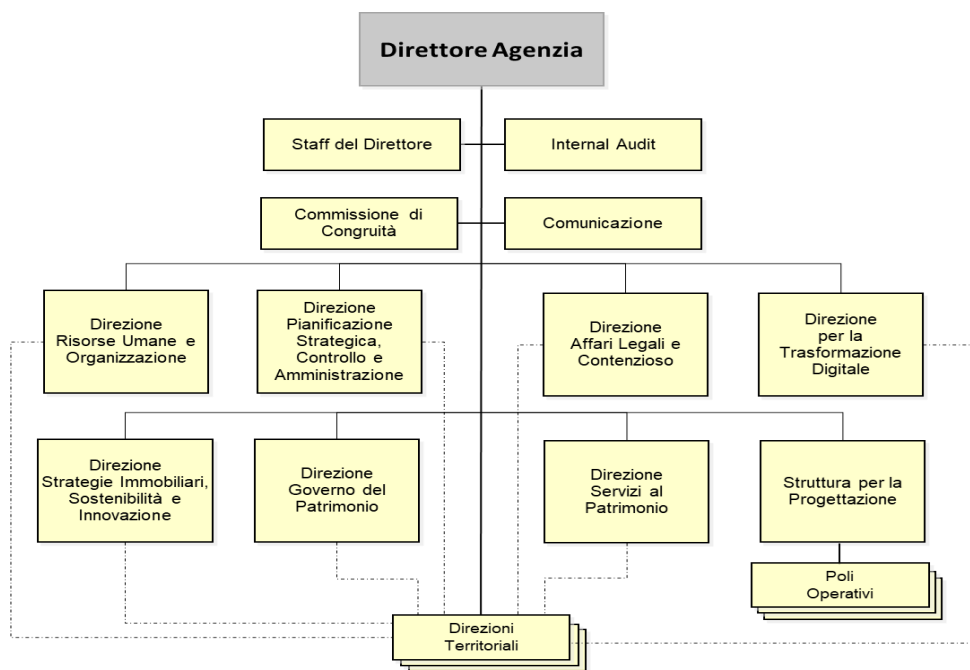 Direttore Agenzia
Staff del Direttore
Internal Audit
Commissione di
Congruità
Comunicazione
Direzione
Risorse Umane e
Organizzazione
Direzione
Pianificazione
Strategica,
Controllo e
Amministrazione
Direzione
Affari Legali e
Contenzioso
Direzione
per la
Trasformazione
Digitale
Direzione
Strategie Immobiliari,
Sostenibilità e
Innovazione
Direzione
Governo del
Patrimonio
Direzione
Servizi al
Patrimonio
Struttura per la
Progettazione
Poli
Operativi
Direzioni
Territoriali